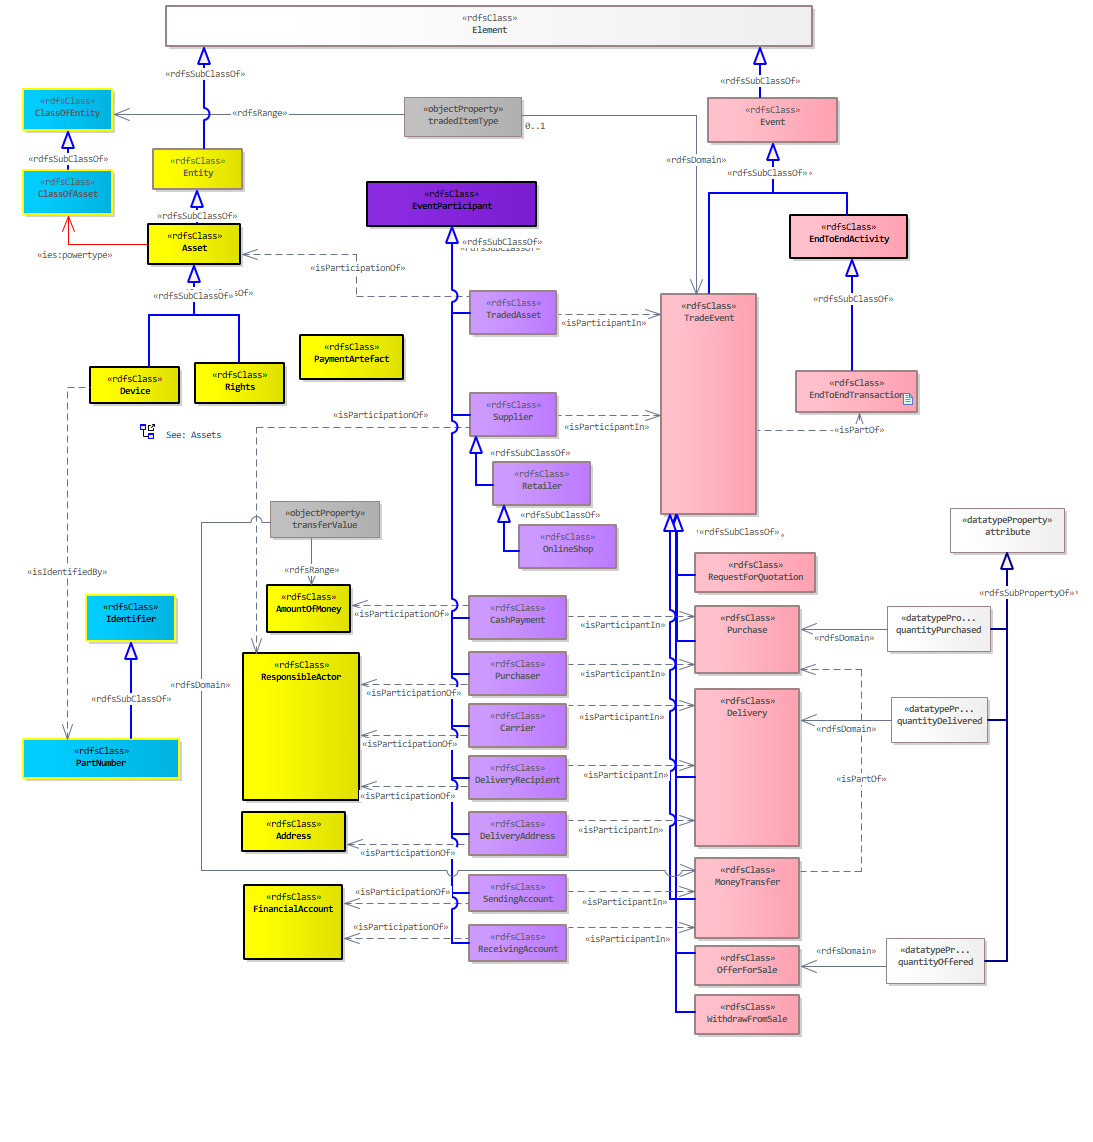 «rdfsClass»
Element
«rdfsSubClassOf»
«rdfsSubClassOf»
«rdfsClass»
ClassOfEntity
«rdfsRange»
«objectProperty»
tradedItemType
0..1
«rdfsClass»
Event
«rdfsSubClassOf»
«rdfsClass»
Entity
«rdfsDomain»
«rdfsSubClassOf»
«rdfsClass»
ClassOfAsset
«rdfsClass»
EventParticipant
«rdfsSubClassOf»
«rdfsClass»
Asset
«rdfsClass»
EndToEndActivity
«rdfsSubClassOf»
«rdfsSubClassOf»
«ies:powertype»
«isParticipationOf»
«rdfsSubClassOf»
«rdfsSubClassOf»
«rdfsClass»
TradedAsset
«isParticipantIn»
«rdfsClass»
TradeEvent
«rdfsClass»
PaymentArtefact
«rdfsClass»
Device
«rdfsClass»
Rights
«rdfsClass»
EndToEndTransaction
«isParticipationOf»
«rdfsClass»
Supplier
«isParticipantIn»
«isPartOf»
See: Assets
«rdfsSubClassOf»
«rdfsClass»
Retailer
«objectProperty»
transferValue
«rdfsSubClassOf»
«rdfsClass»
OnlineShop
«rdfsSubClassOf»
«datatypeProperty»
attribute
«isIdentifiedBy»
«rdfsRange»
«rdfsClass»
RequestForQuotation
«rdfsSubPropertyOf»
«rdfsClass»
Identifier
«rdfsClass»
AmountOfMoney
«isParticipationOf»
«rdfsClass»
CashPayment
«isParticipantIn»
«rdfsClass»
Purchase
«rdfsDomain»
«datatypePro...
quantityPurchased
«rdfsClass»
ResponsibleActor
«rdfsDomain»
«isParticipationOf»
«rdfsClass»
Purchaser
«isParticipantIn»
«rdfsSubClassOf»
«rdfsClass»
Carrier
«isParticipantIn»
«rdfsClass»
Delivery
«rdfsDomain»
«datatypePr...
quantityDelivered
«isParticipationOf»
«rdfsClass»
PartNumber
«rdfsClass»
DeliveryRecipient
«isParticipantIn»
«isPartOf»
«isParticipationOf»
«rdfsClass»
Address
«rdfsClass»
DeliveryAddress
«isParticipantIn»
«isParticipationOf»
«rdfsClass»
MoneyTransfer
«isParticipationOf»
«rdfsClass»
SendingAccount
«isParticipantIn»
«rdfsClass»
FinancialAccount
«isParticipationOf»
«rdfsClass»
ReceivingAccount
«isParticipantIn»
«rdfsClass»
OfferForSale
«rdfsDomain»
«datatypePr...
quantityOffered
«rdfsClass»
WithdrawFromSale